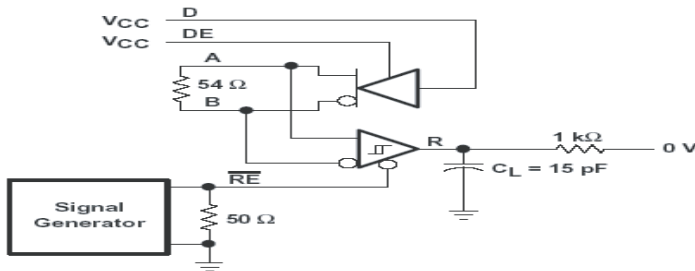 VCC D
VCC DE
A
54 Ω
B
R
1 kΩ
0 V
CL = 15 pF
RE
Signal
Generator
50 Ω